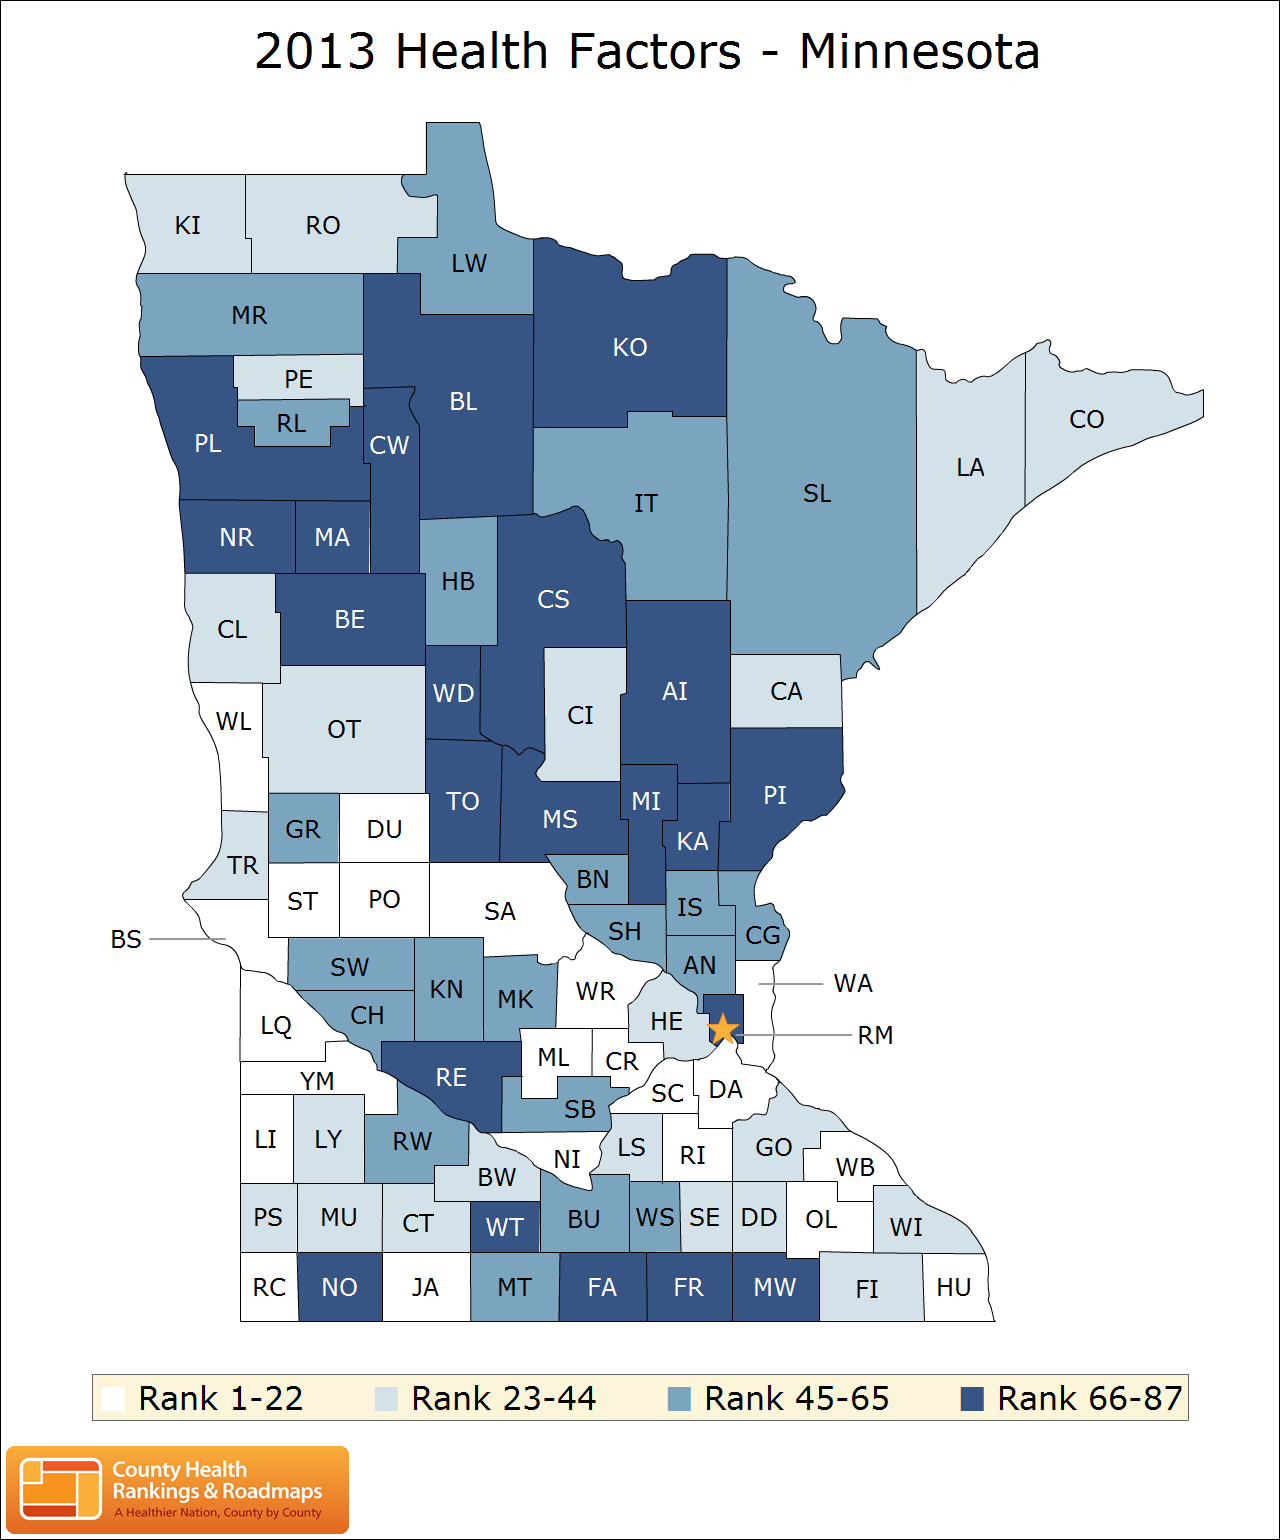 2013 Health Factors - Minnesota
KI
RO
LW
MR
KO
PE
BL
RL
CO
PL
CW
LA
SL
IT
NR
MA
HB
CS
BE
CL
AI
CA
WD
CI
WL
OT
PI
TO
MI
MS
GR
DU
KA
TR
BN
PO
ST
SA
IS
SH
CG
BS
SW
AN
WA
KN
WR
MK
CH
HE
LQ
RM
ML
CR
YM
RE
SC
DA
SB
LI
LY
RW
LS
GO
RI
NI
WB
BW
PS
MU
CT
WT
BU
WS
SE
DD
OL
WI
RC
NO
JA
MT
FA
FR
MW
FI
HU
Rank 1-22 Rank 23-44 Rank 45-65 Rank 66-87
County Health
Rankings & Roadmaps
A Healthier Nation, County by County